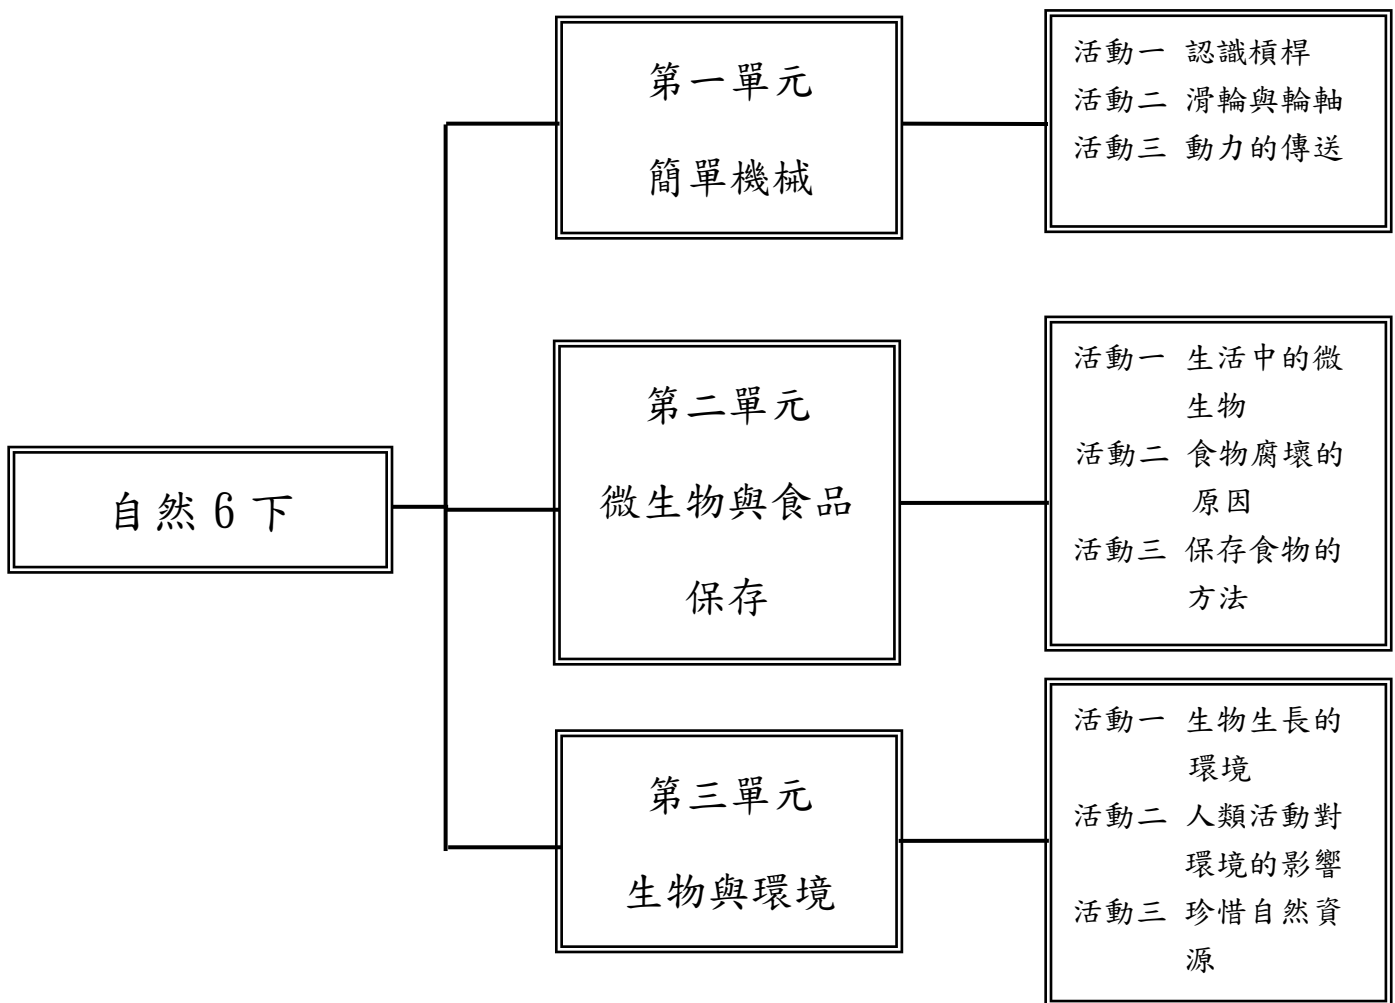 自然6下
第一單元
簡單機械
活動一 認識槓桿
活動二 滑輪與輪軸
活動三 動力的傳送
第二單元
微生物與食品
保存
活動一 生活中的微
生物
活動二 食物腐壞的
原因
活動三 保存食物的
方法
第三單元
生物與環境
活動一 生物生長的
環境
活動二 人類活動對
環境的影響
活動三 珍惜自然資
源